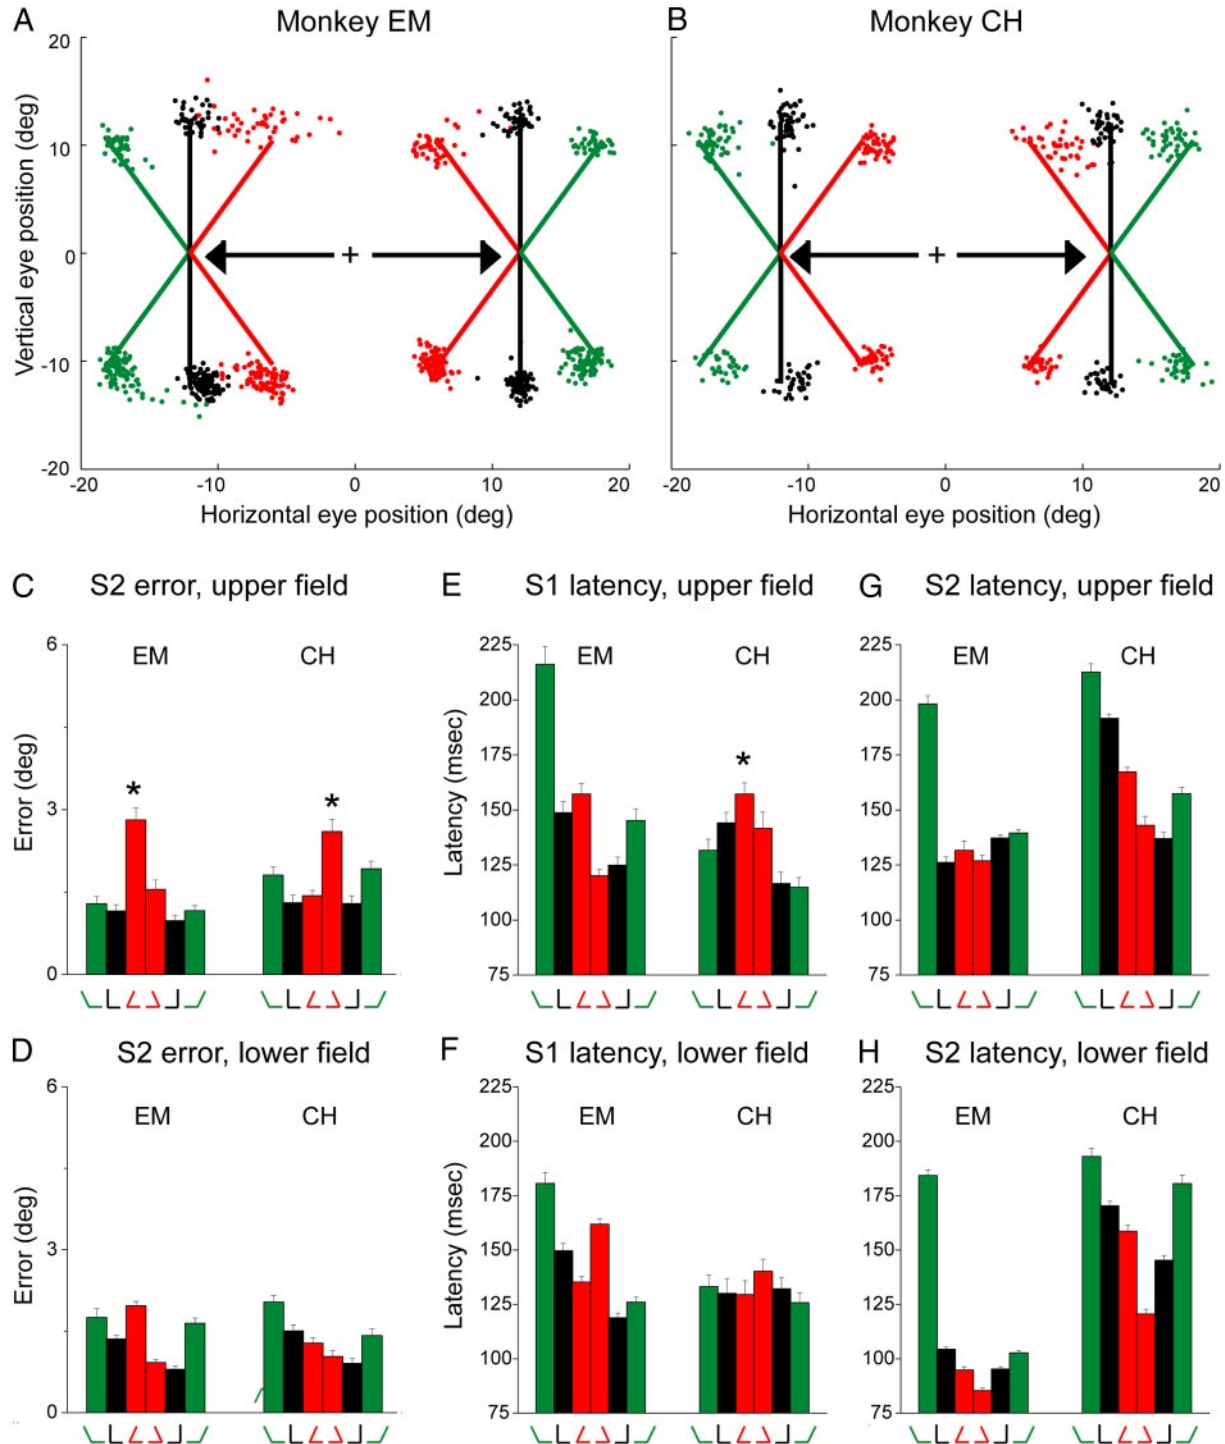 A Monkey EM
B Monkey CH
Vertical eye position (deg)
20
10
0
-10
-20
-20 -10 0 10 20
-20 -10 0 10 20
+
+
Horizontal eye position (deg)
Horizontal eye position (deg)
C S2 error, upper field
Error (deg)
6
3
0
EM CH
*
*
E S1 latency, upper field
Latency (msec)
225
200
175
150
125
100
75
EM CH
*
G S2 latency, upper field
225
200
175
150
125
100
75
EM CH
D S2 error, lower field
Error (deg)
6
3
0
EM CH
F S1 latency, lower field
Latency (msec)
225
200
175
150
125
100
75
EM CH
H S2 latency, lower field
225
200
175
150
125
100
75
EM CH